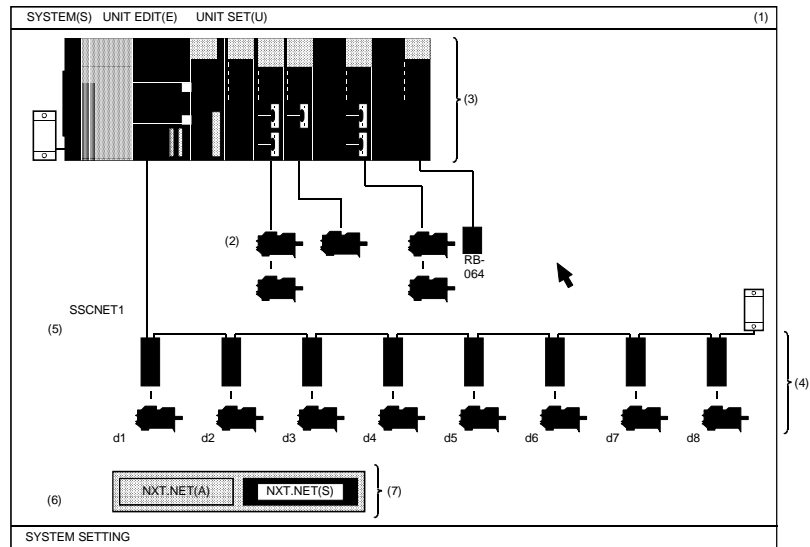 SYSTEM(S) UNIT EDIT(E) UNIT SET(U) (1)
(3)
(2)
RB-
064
SSCNET1
(5)
(4)
d1 d2 d3 d4 d5 d6 d7 d8
NXT.NET(A) NXT.NET(S) (7)
(6)
SYSTEM SETTING